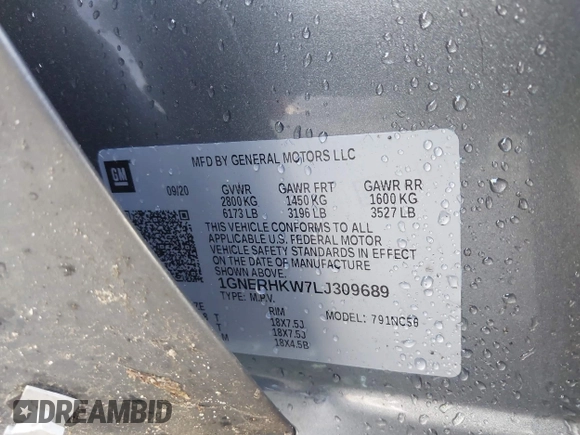 MFD BY GENERAL MOTORS LLC
GM
09/20 GVWR GAWR FRT GAWR RR
2800 KG 1450 KG 1600 KG
6173 LB 3196 LB 3527 LB
THIS VEHICLE CONFORMS TO ALL
APPLICABLE U.S. FEDERAL MOTOR
VEHICLE SAFETY STANDARDS IN EFFECT
ON THE DATE OF MANUFACTURE
SHOWN ABOVE.
1GNERHKW7LJ309689
TYPE: M.P.V.
RIM MODEL: 791NC56
T 18X7.5J
T 18X7.5J
M 18X4.5B
DREAMBID